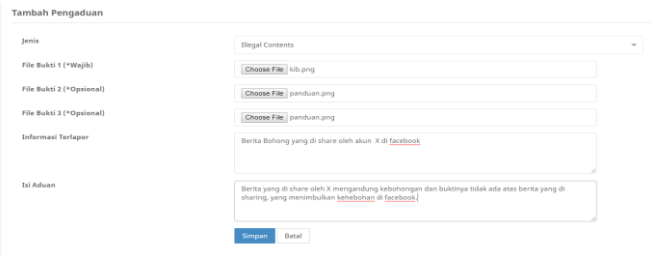 Tambah Pengaduan
Jenis
Illegal Contents
File Bukti 1 (*Wajib)
Choose File klb.png
File Bukti 2 (*Opsional)
Choose File panduan.png
File Bukti 3 (*Opsional)
Choose File panduan.png
Informasi Terlapor
Berita Bohong yang di share oleh akun X di facebook
Isi Aduan
Berita yang di share oleh X mengandung kebohongan dan buktinya tidak ada atas berita yang di
sharing, yang menimbulkan kehebohan di facebook.
Simpan Batal